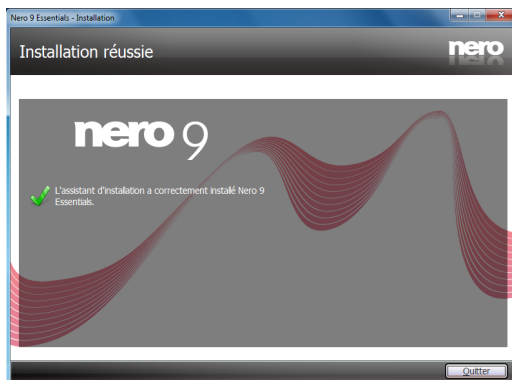 Nero 9 Essentials - Installation
Installation réussie
nero
nero 9
L'assistant d'installation a correctement installé Nero 9
Essentials.
Quitter